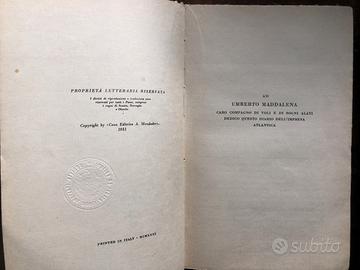 PROPRIETÀ LETTERARIA RISERVATA
I diritti di riproduzione e traduzione sono
riservati per tutti i Paesi, compreso
i regni di Svezia, Norvegia
e Olanda
Copyright by «Casa Editrice A. Mondadori»
1931
PRINTED IN ITALY - MCMXXXI
AD
UMBERTO MADDALENA
CARO COMPAGNO DI VOLI E DI SOGNI ALATI
DEDICO QUESTO DIARIO DELL'IMPRESA
ATLANTICA
subito